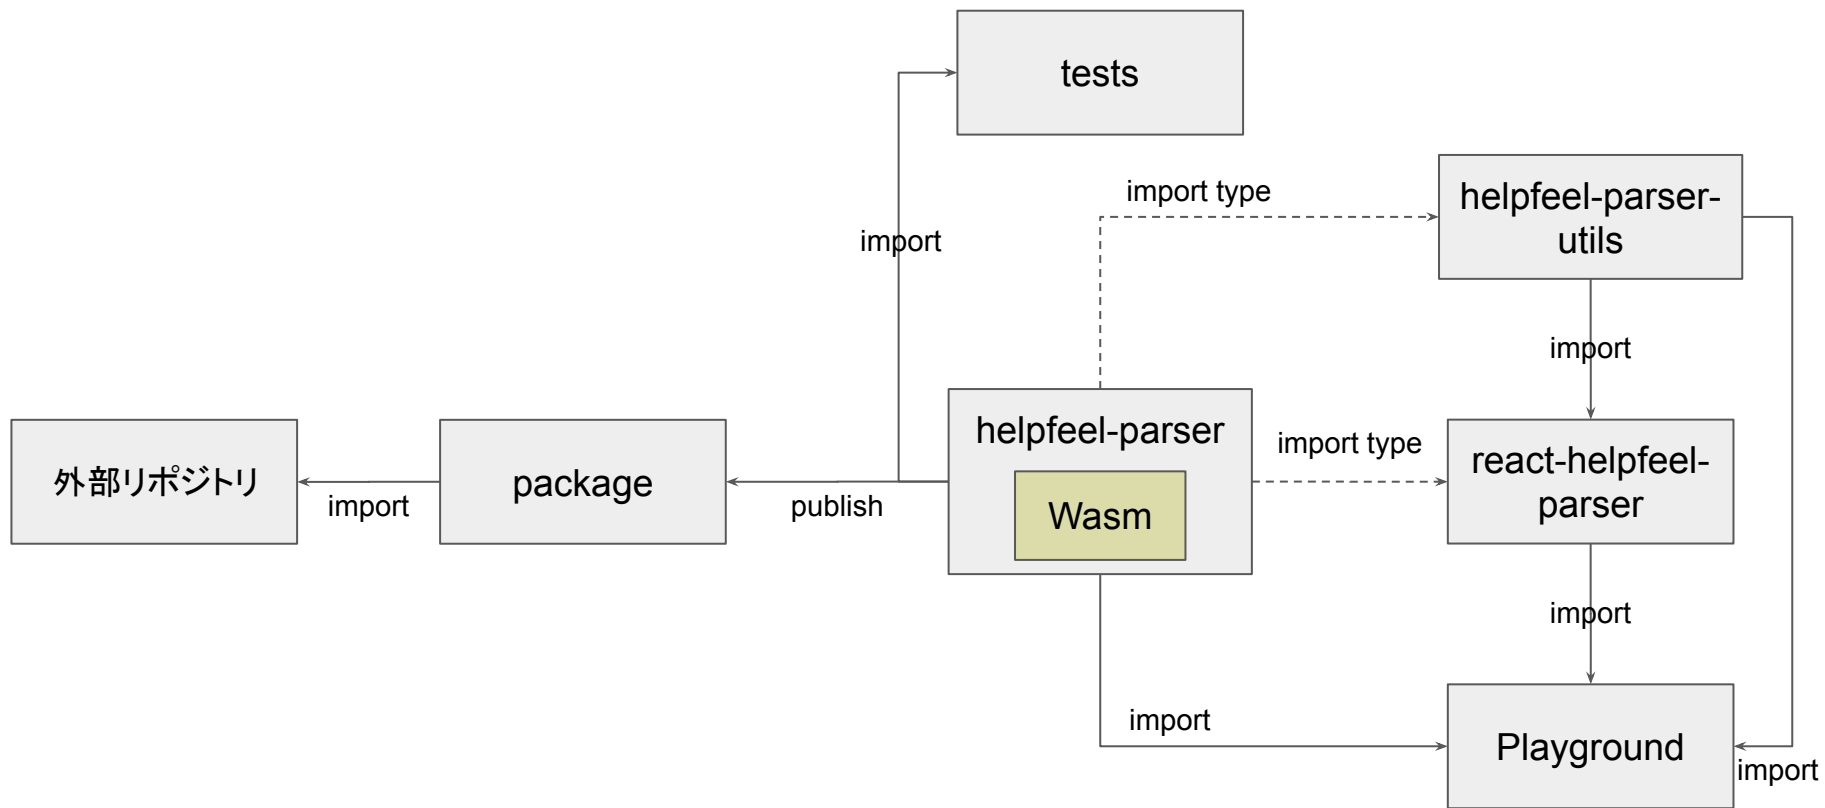 tests
import type
helpfeel-parser-
utils
import
import
helpfeel-parser
import type
react-helpfeel-
parser
外部リポジトリ
import
package
publish
Wasm
import
import
Playground
import